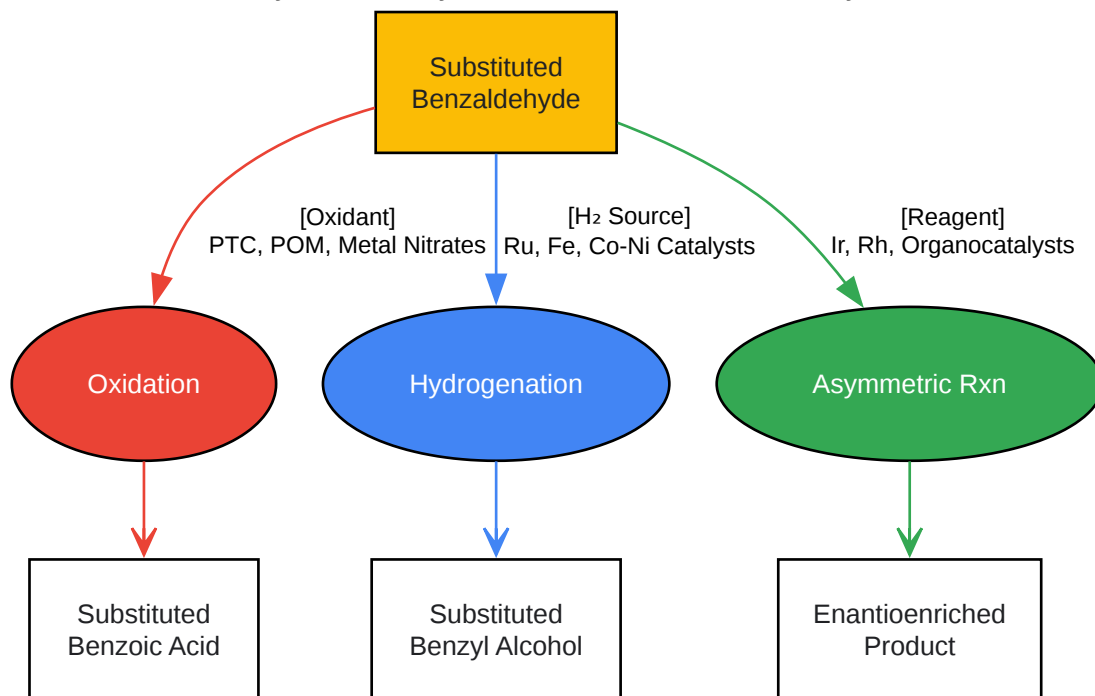 Substituted
Benzaldehyde
[Oxidant]
PTC, POM, Metal Nitrates
[H₂ Source]
Ru, Fe, Co-Ni Catalysts
[Reagent]
Ir, Rh, Organocatalysts
Oxidation
Hydrogenation
Asymmetric Rxn
Substituted
Benzoic Acid
Substituted
Benzyl Alcohol
Enantioenriched
Product